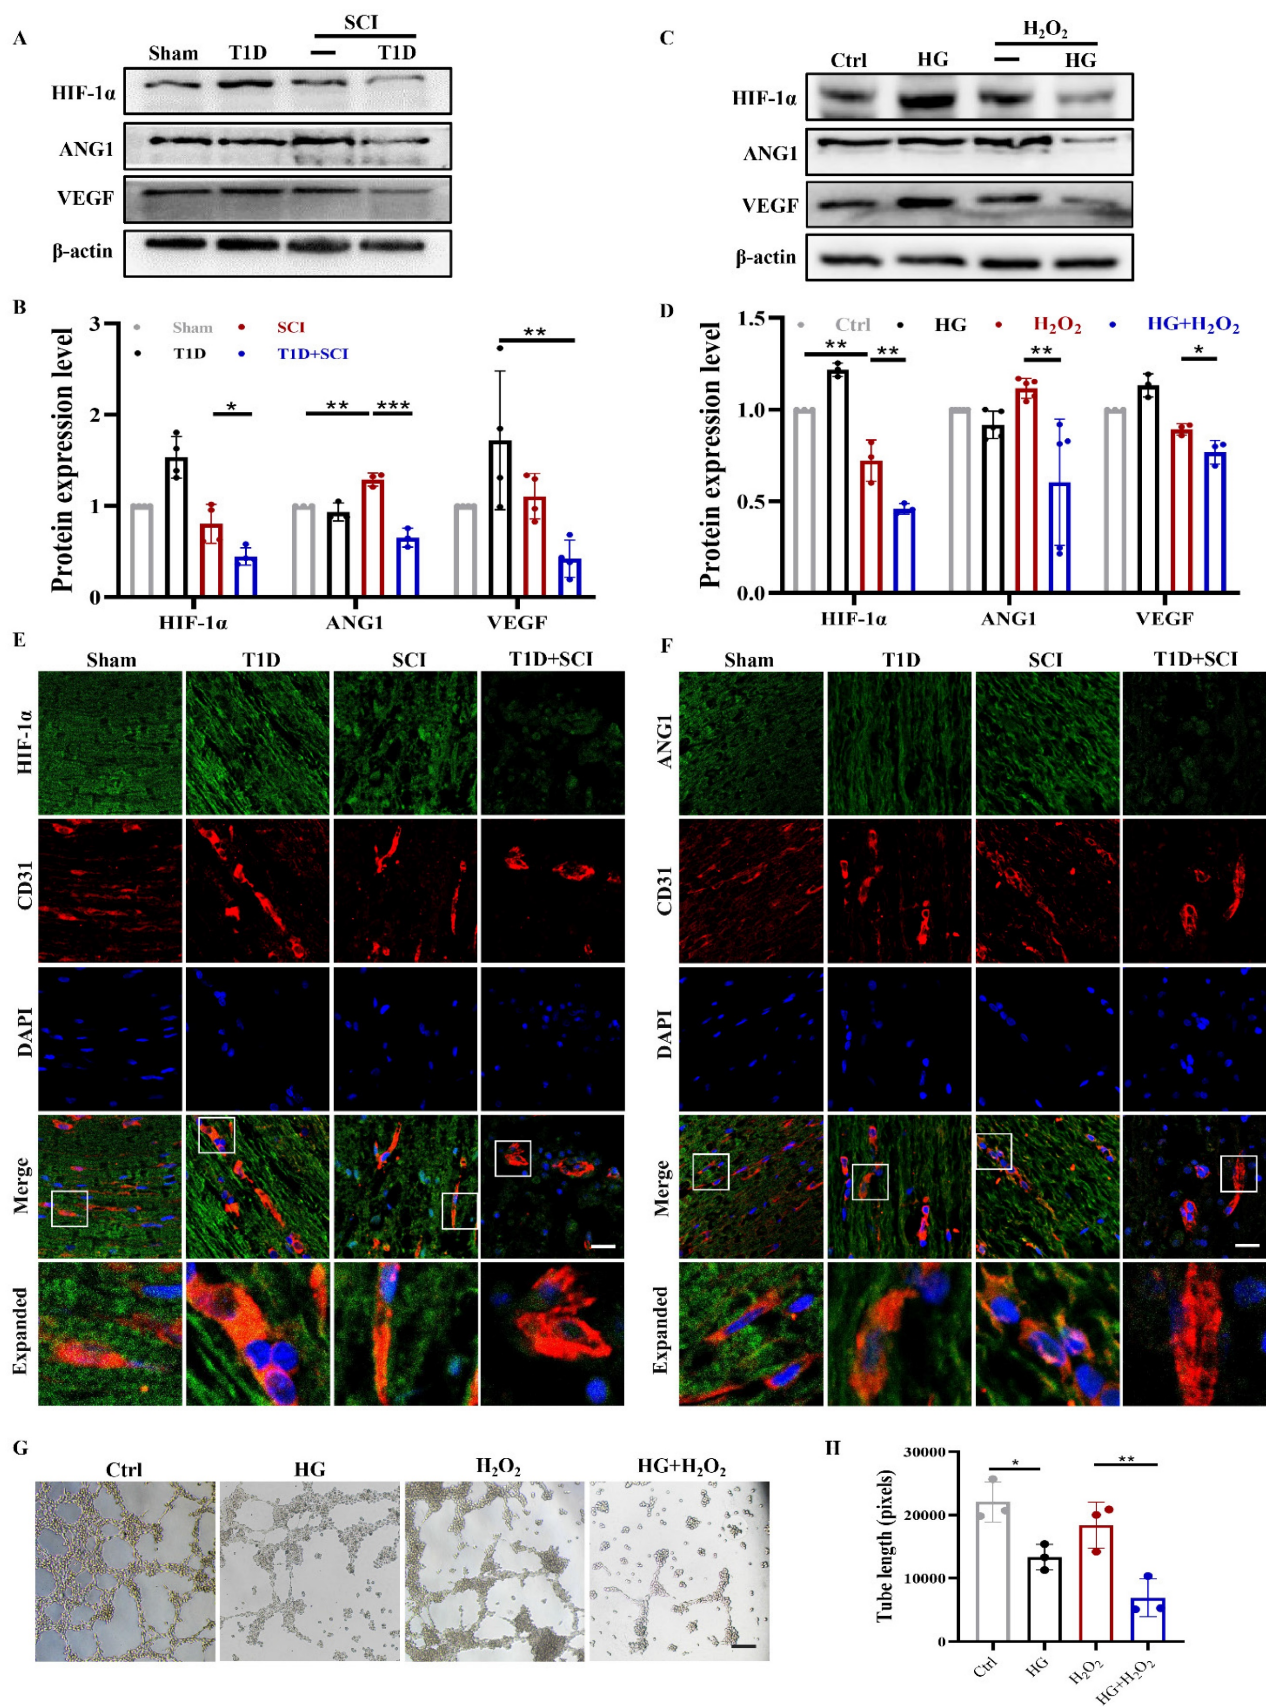 A
SCI
Sham T1D — T1D
HIF-1α
ANG1
VEGF
β-actin
C
H₂O₂
Ctrl HG — HG
HIF-1α
ANG1
VEGF
β-actin
B
Protein expression level
3
2
1
0
Sham SCI
T1D T1D+SCI
* ** *** **
HIF-1α ANG1 VEGF
D
Protein expression level
1.5
1.0
0.5
0.0
Ctrl HG H₂O₂ HG+H₂O₂
** ** ** *
HIF-1α ANG1 VEGF
E
Sham T1D SCI T1D+SCI
HIF-1α
CD31
DAPI
Merge
Expanded
F
Sham T1D SCI T1D+SCI
ANG1
CD31
DAPI
Merge
Expanded
G
Ctrl HG H₂O₂ HG+H₂O₂
H
Tube length (pixels)
30000
20000
10000
0
* **
Ctrl HG H₂O₂ HG+H₂O₂